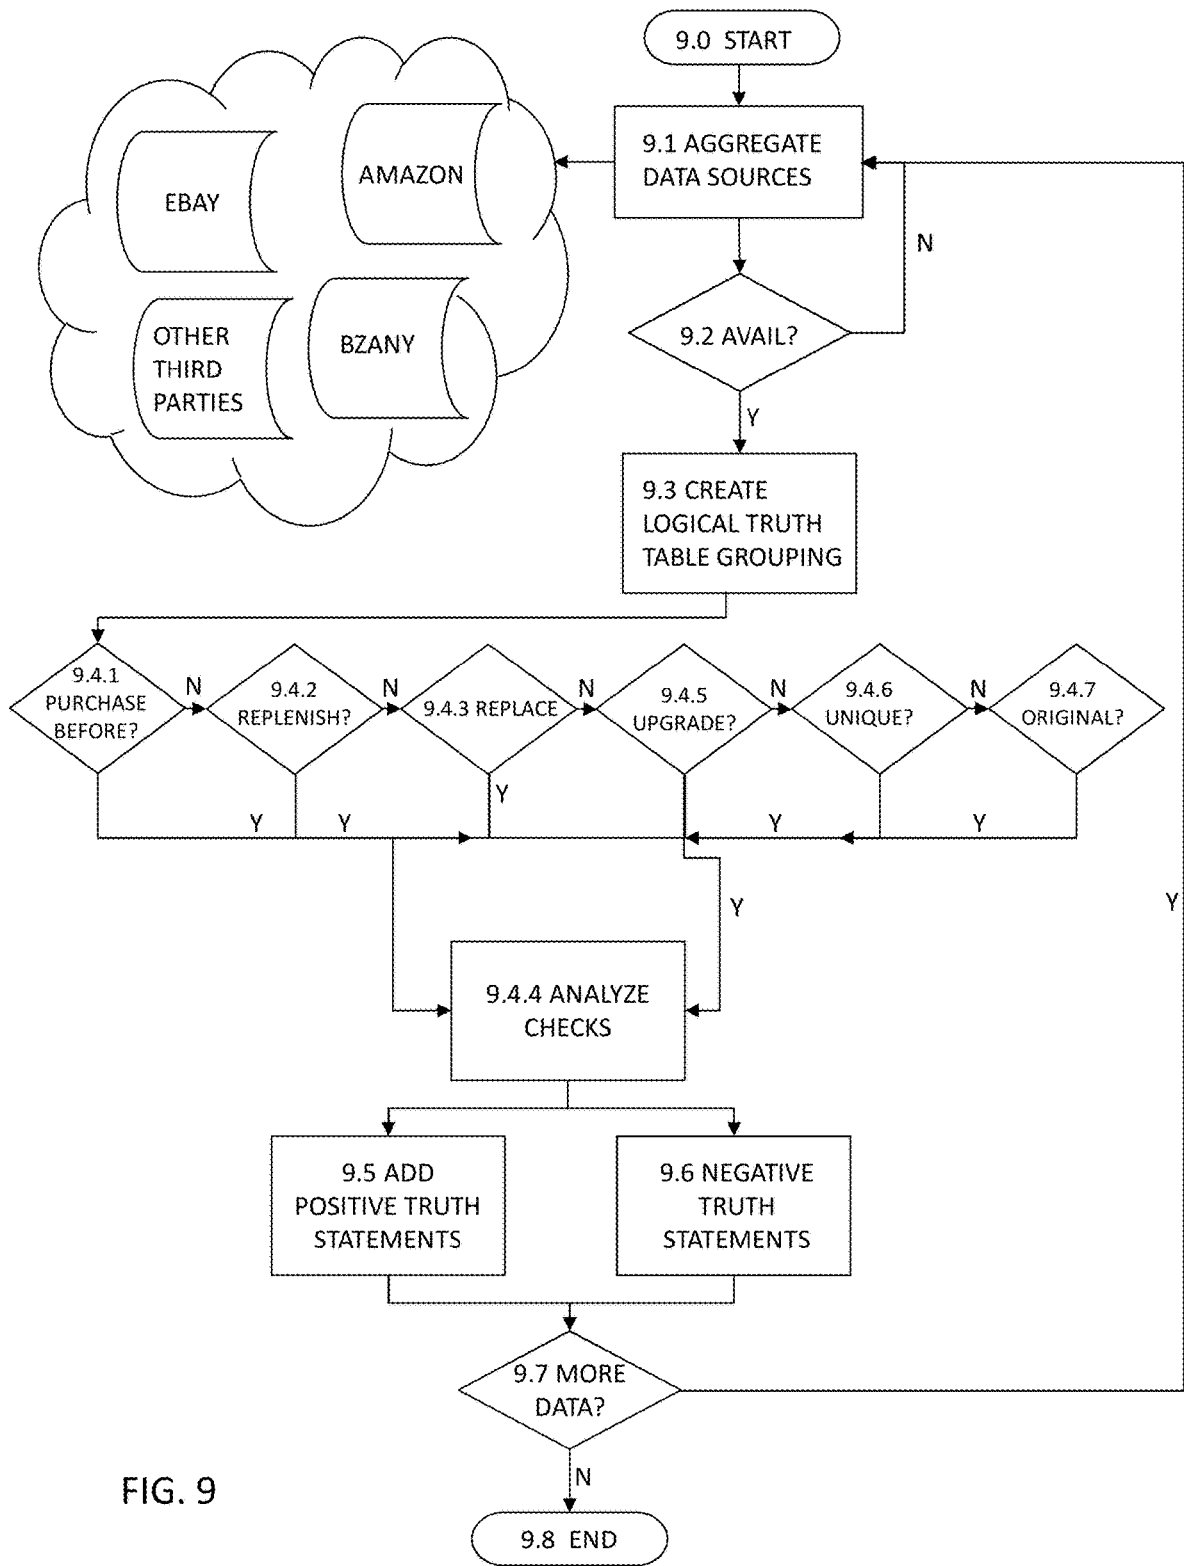 9.0 START
9.1 AGGREGATE
DATA SOURCES
AMAZON
EBAY
N
9.2 AVAIL?
OTHER
THIRD
PARTIES
BZANY
Y
9.3 CREATE
LOGICAL TRUTH
TABLE GROUPING
9.4.1
PURCHASE
BEFORE?
N
9.4.2
REPLENISH?
N
9.4.3 REPLACE
N
9.4.5
UPGRADE?
N
9.4.6
UNIQUE?
N
9.4.7
ORIGINAL?
Y
Y
Y
Y
Y
Y
Y
9.4.4 ANALYZE
CHECKS
9.5 ADD
POSITIVE TRUTH
STATEMENTS
9.6 NEGATIVE
TRUTH
STATEMENTS
9.7 MORE
DATA?
N
FIG. 9
9.8 END